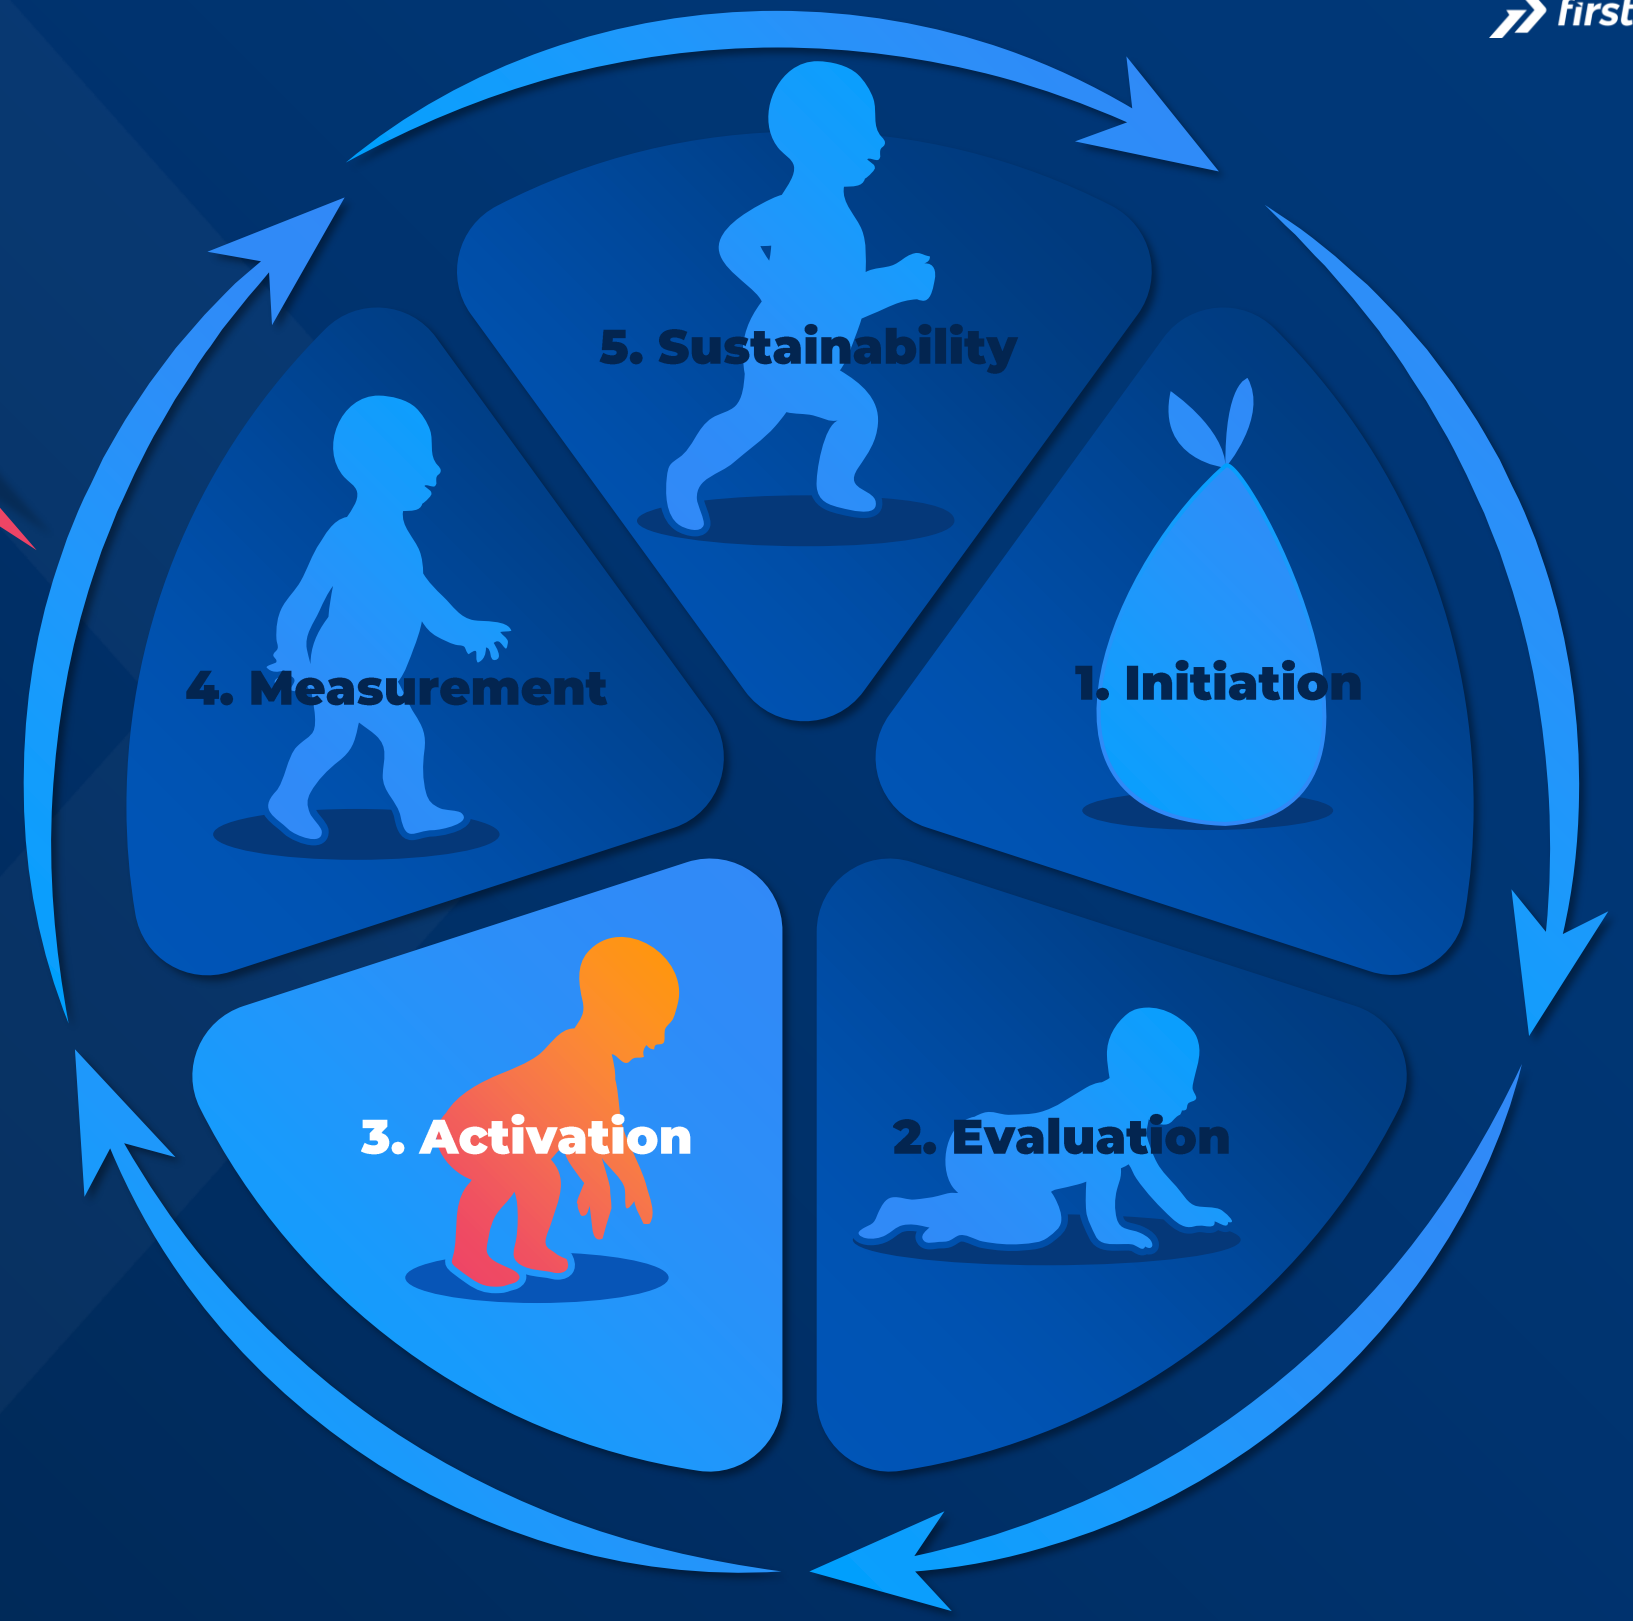 first
5. Sustainability
1. Initiation
4. Measurement
3. Activation
2. Evaluation